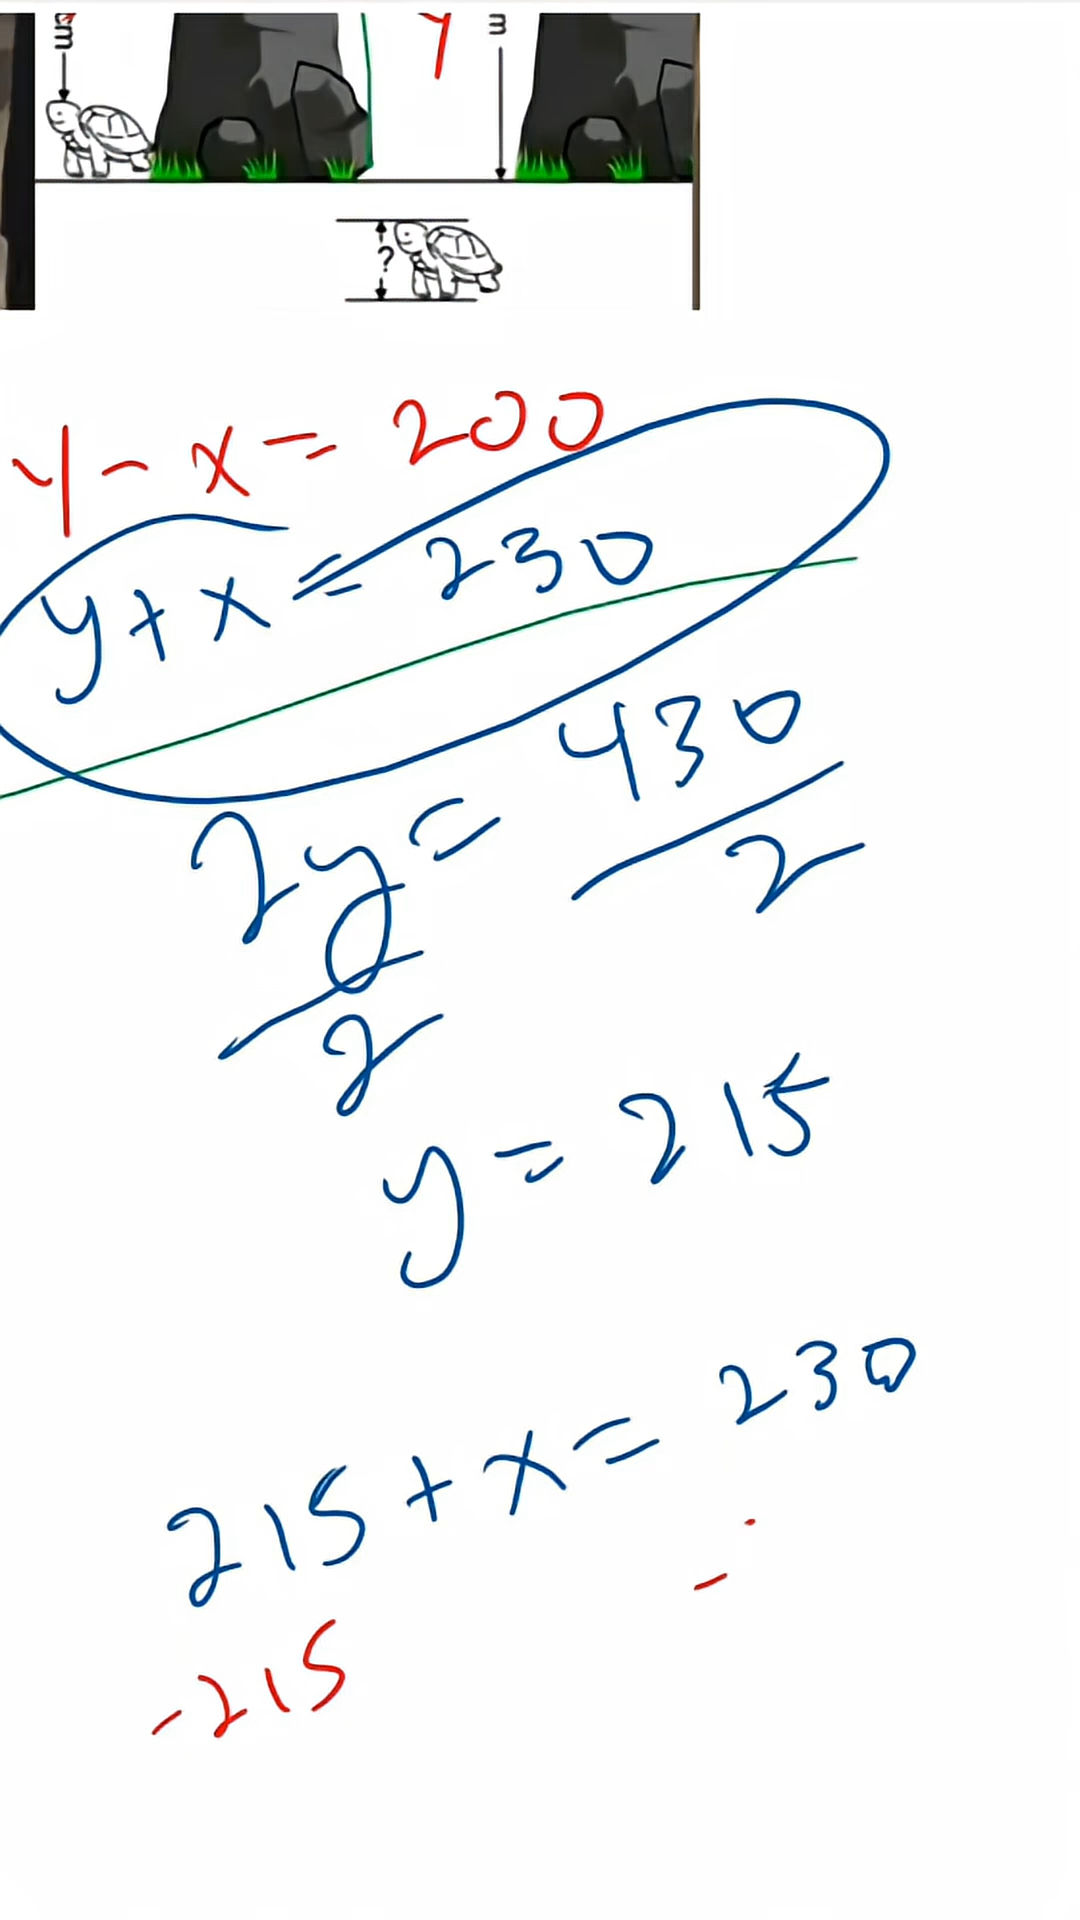 m y m
?
y - x = 200
y + x = 230
2y = 430
2 2
y = 215
215 + x = 230
-215 -